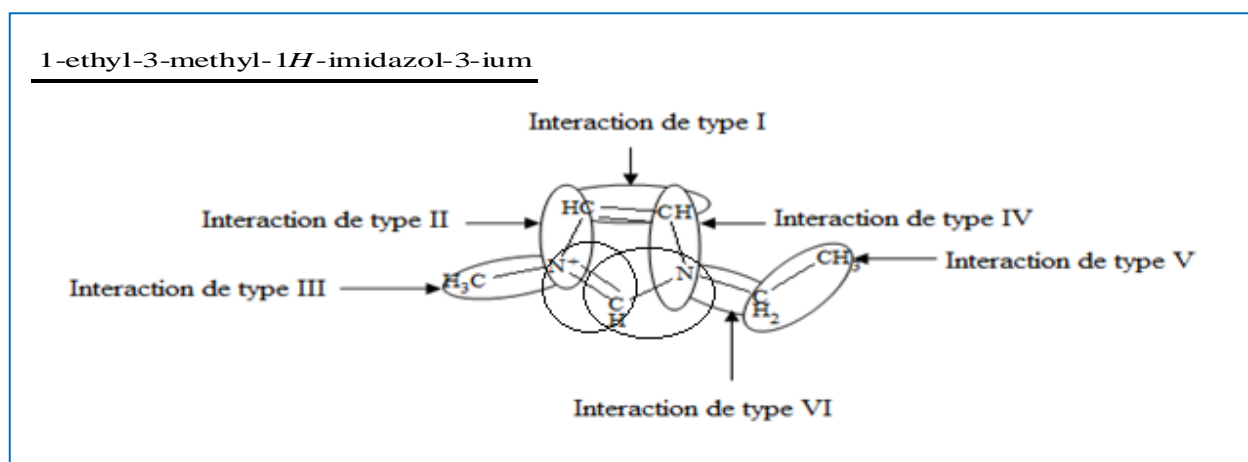 1-ethyl-3-methyl-1H-imidazol-3-ium
Interaction de type I
Interaction de type II
HC
CH
Interaction de type IV
N+
N
CH3
Interaction de type V
H3C
Interaction de type III
C
H
C
H2
Interaction de type VI